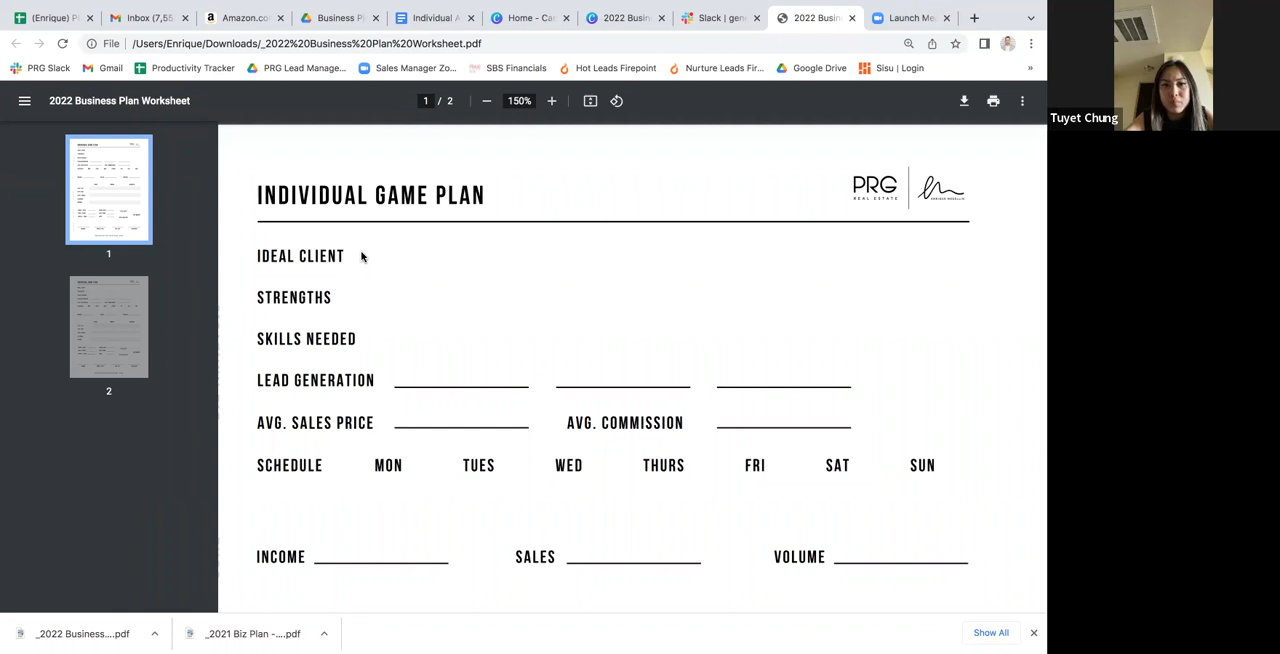 (Enrique) Pl
Inbox (7,55
Amazon.co
Business P
Individual A
Home - Ca
2022 Busin
Slack | gen
2022 Busin
Launch Me
File /Users/Enrique/Downloads/_2022%20Business%20Plan%20Worksheet.pdf
PRG Slack
Gmail
Productivity Tracker
PRG Lead Manage...
Sales Manager Zo...
SBS Financials
Hot Leads Firepoint
Nurture Leads Fir...
Google Drive
Sisu | Login
»
2022 Business Plan Worksheet
1 / 2
150%
Tuyet Chung
1
2
INDIVIDUAL GAME PLAN
PRG
REAL ESTATE
IDEAL CLIENT
STRENGTHS
SKILLS NEEDED
LEAD GENERATION
AVG. SALES PRICE AVG. COMMISSION
SCHEDULE MON TUES WED THURS FRI SAT SUN
INCOME SALES VOLUME
_2022 Business....pdf
_2021 Biz Plan -....pdf
Show All